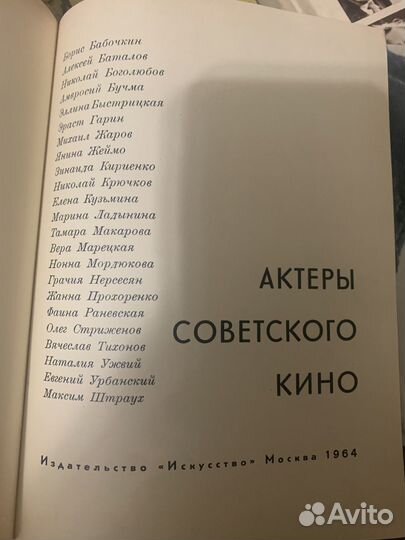 Борис Бабочкин
Алексей Баталов
Николай Боголюбов
Амвросий Бучма
Элина Быстрицкая
Эраст Гарин
Михаил Жаров
Янина Жеймо
Зинаида Кириенко
Николай Крючков
Елена Кузьмина
Марина Ладынина
Тамара Макарова
Вера Марецкая
Нонна Мордюкова
Грачия Нерсесян
Жанна Прохоренко
Фаина Раневская
Олег Стриженов
Вячеслав Тихонов
Наталия Ужвий
Евгений Урбанский
Максим Штраух
АКТЕРЫ
СОВЕТСКОГО
КИНО
Издательство «Искусство» Москва 1964
Avito